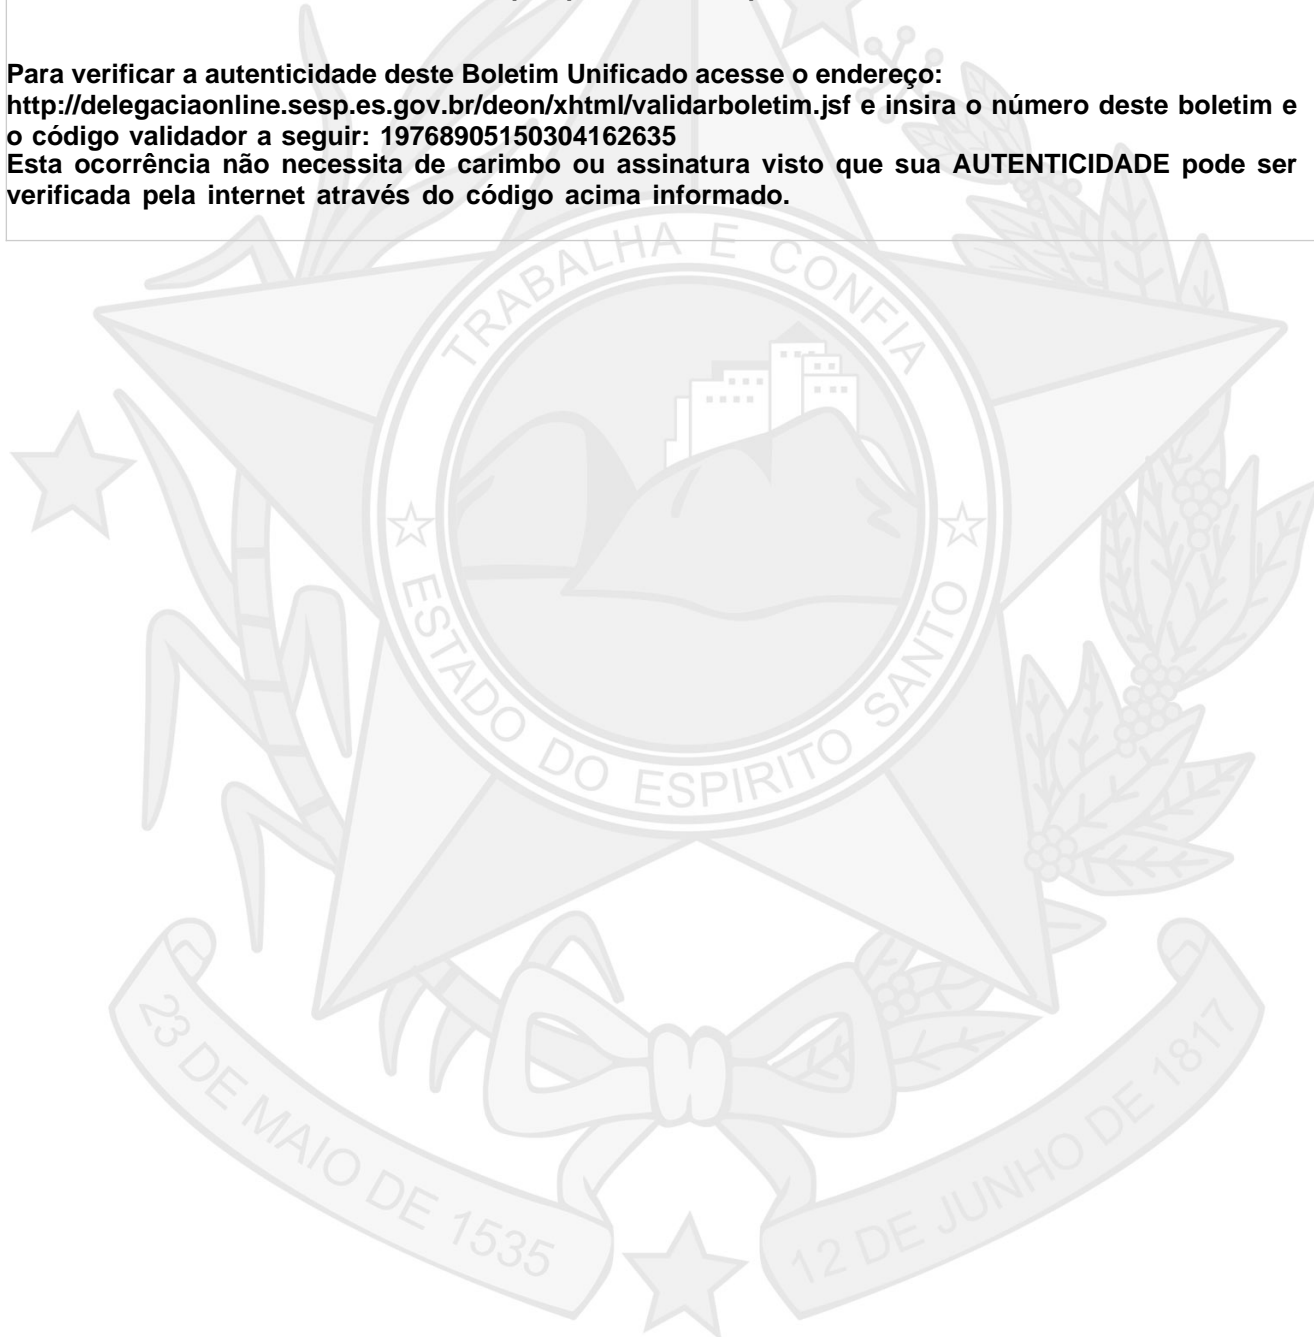 Para verificar a autenticidade deste Boletim Unificado acesse o endereço:
http://delegaciaonline.sesp.es.gov.br/deon/xhtml/validarboletim.jsf e insira o número deste boletim e
o código validador a seguir: 19768905150304162635
Esta ocorrência não necessita de carimbo ou assinatura visto que sua AUTENTICIDADE pode ser
verificada pela internet através do código acima informado.
TRABALHA E CONFIA
ESTADO DO ESPIRITO SANTO
23 DE MAIO DE 1535
12 DE JUNHO DE 1817